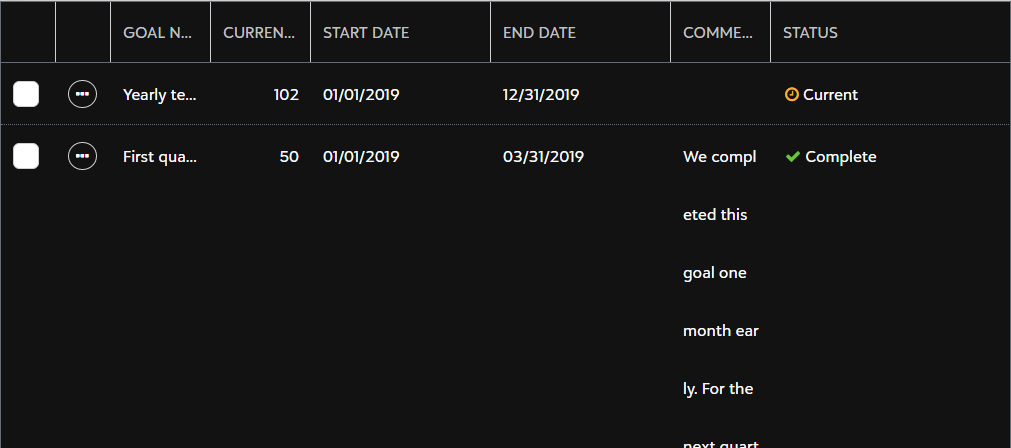 GOAL N... CURREN... START DATE END DATE COMME... STATUS
Yearly te... 102 01/01/2019 12/31/2019 Current
First qua... 50 01/01/2019 03/31/2019 We compl Complete
eted this
goal one
month ear
ly. For the
next quart